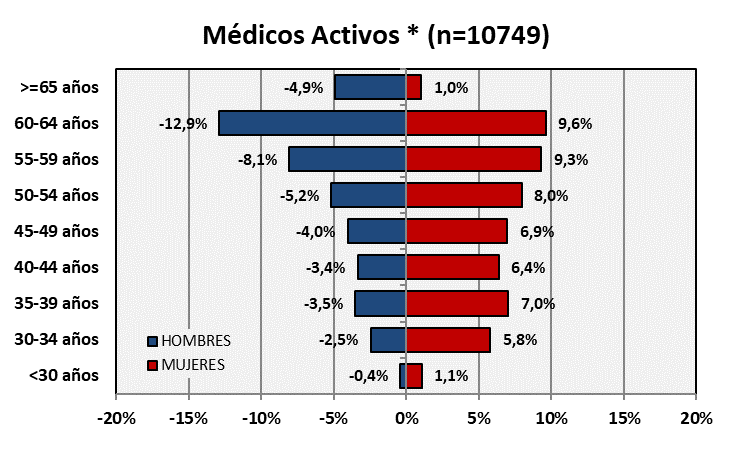 Médicos Activos * (n=10749)
>=65 años -4,9% 1,0%
60-64 años -12,9% 9,6%
55-59 años -8,1% 9,3%
50-54 años -5,2% 8,0%
45-49 años -4,0% 6,9%
40-44 años -3,4% 6,4%
35-39 años -3,5% 7,0%
30-34 años -2,5% 5,8%
<30 años -0,4% 1,1%
HOMBRES
MUJERES
-20% -15% -10% -5% 0% 5% 10% 15% 20%